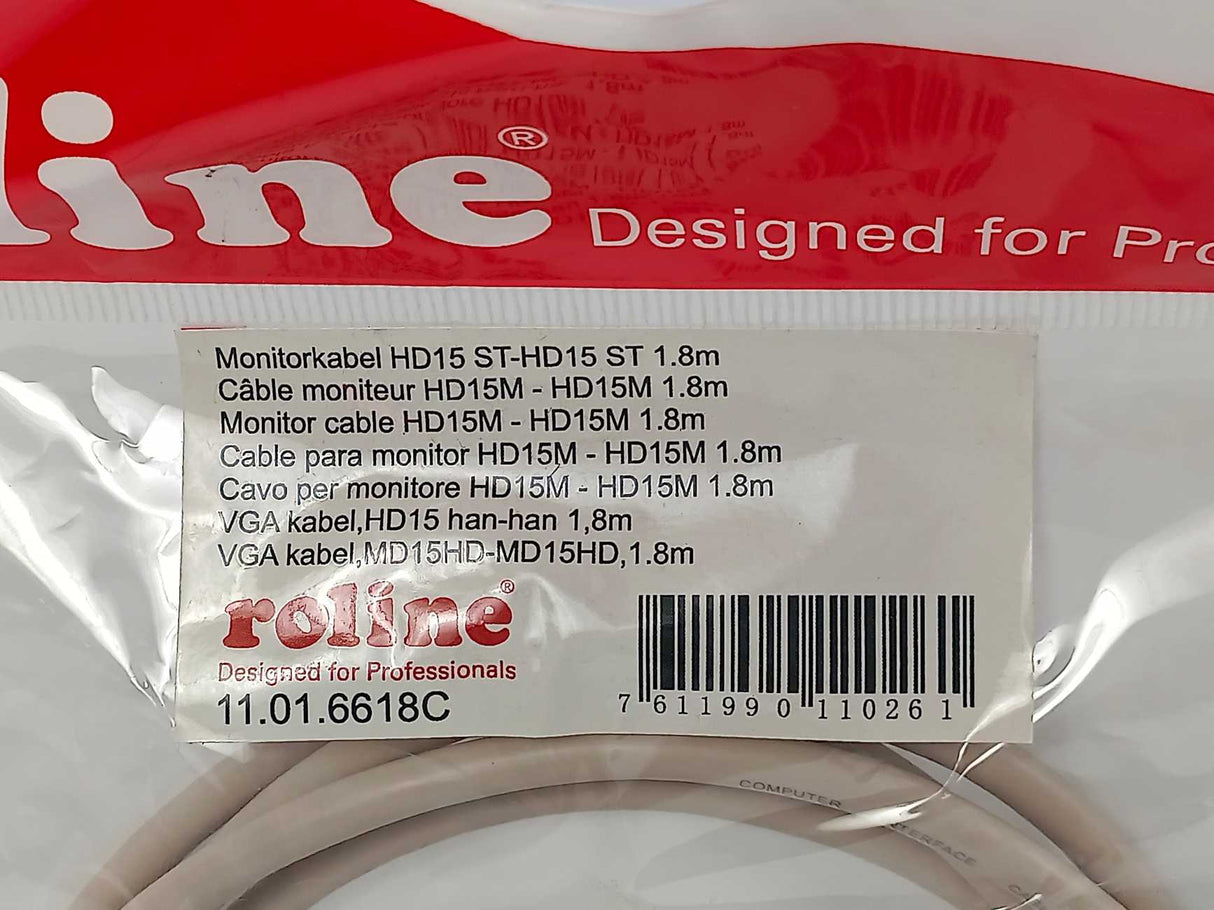 line®
Designed for Pro
Monitorkabel HD15 ST-HD15 ST 1.8m
Câble moniteur HD15M - HD15M 1.8m
Monitor cable HD15M - HD15M 1.8m
Cable para monitor HD15M - HD15M 1.8m
Cavo per monitore HD15M - HD15M 1.8m
VGA kabel,HD15 han-han 1,8m
VGA kabel,MD15HD-MD15HD,1.8m
roline®
Designed for Professionals
11.01.6618C
7 611990 110261
COMPUTER INTERFACE